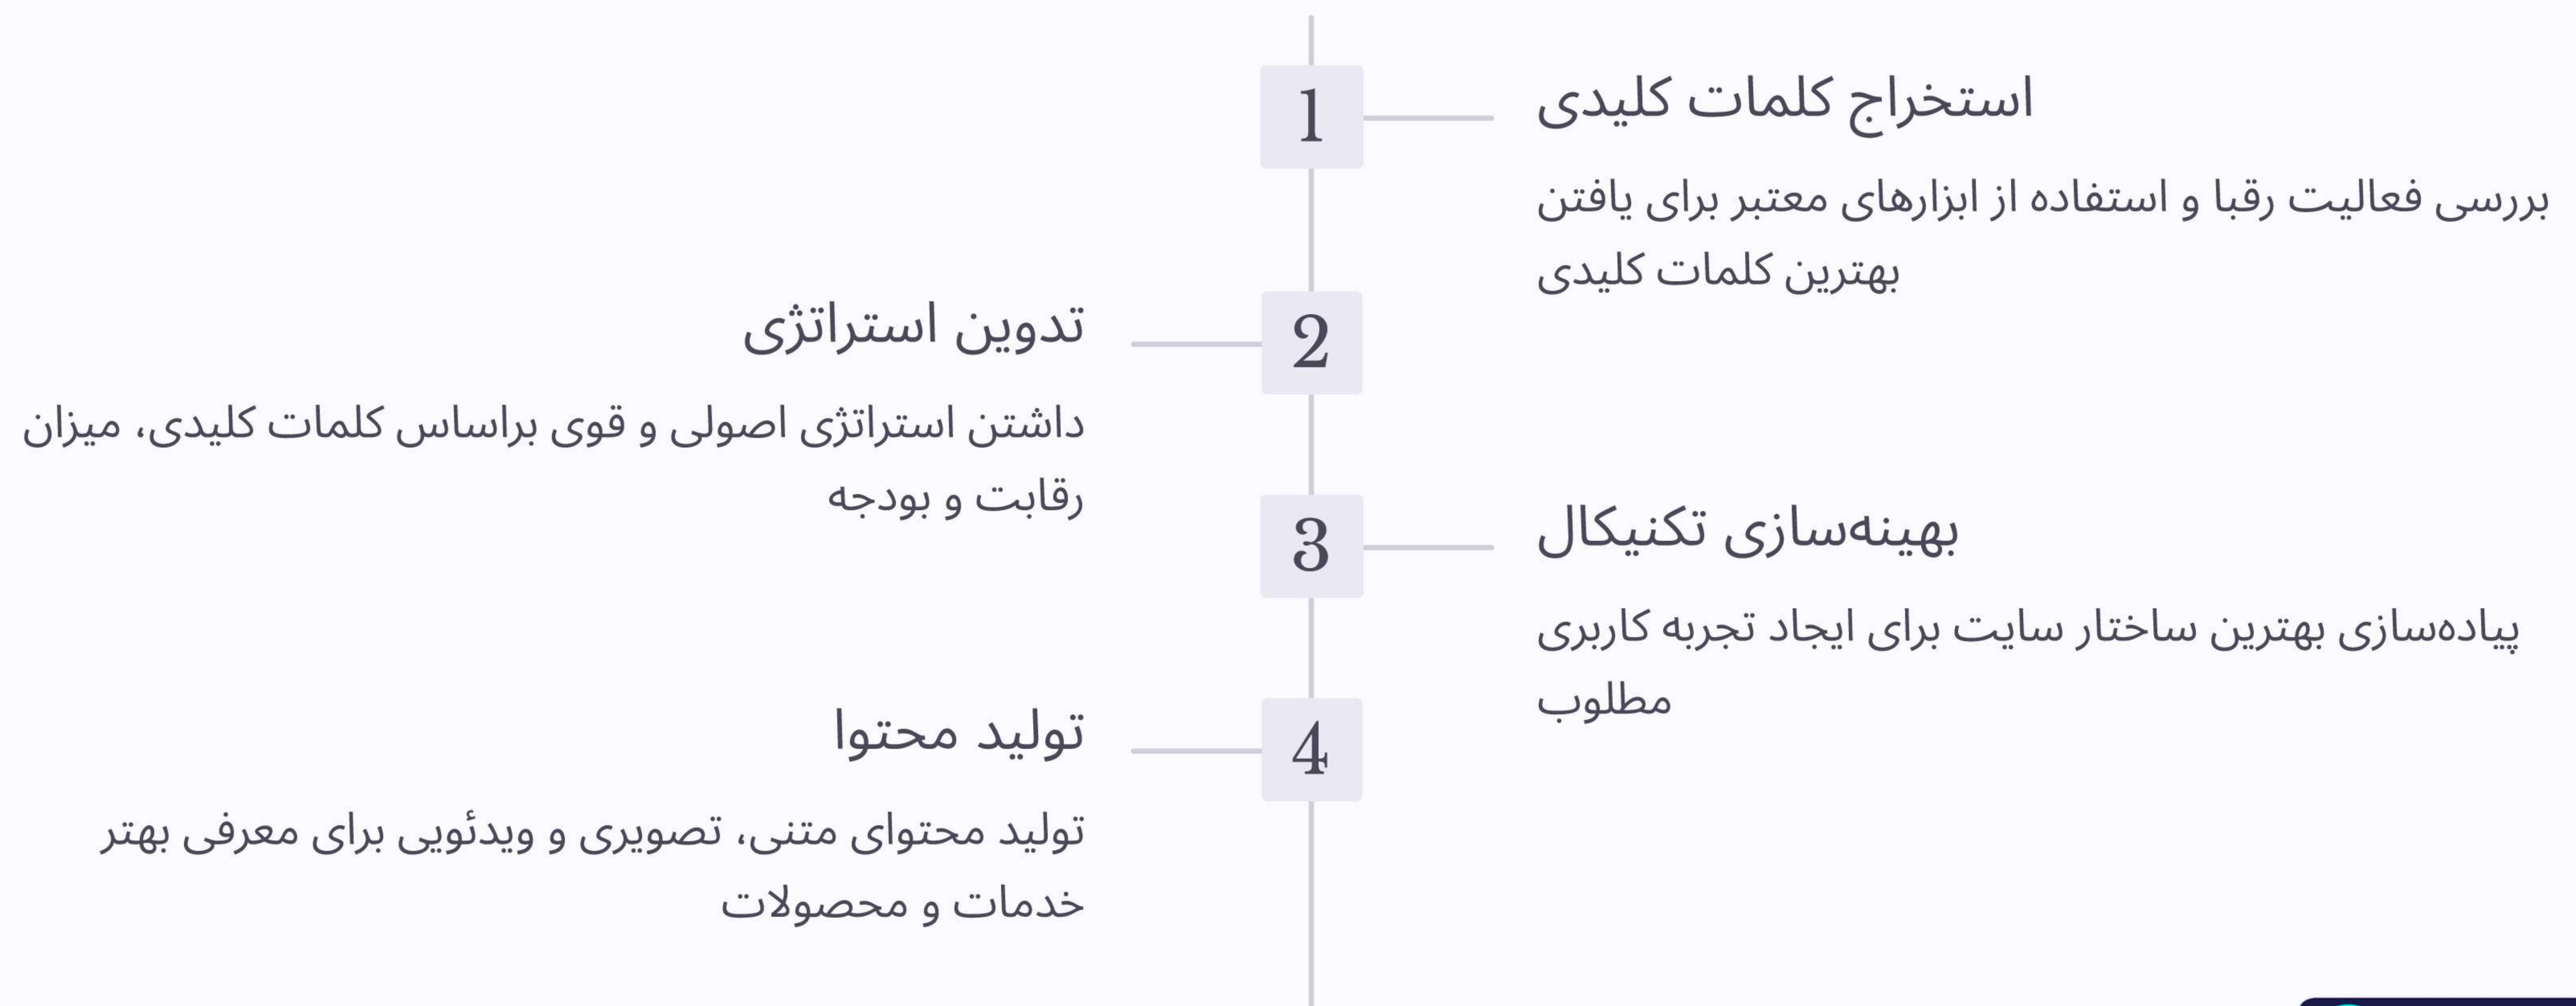 1
استخراج کلمات کلیدی
بررسی فعالیت رقبا و استفاده از ابزارهای معتبر برای یافتن
بهترین کلمات کلیدی
2
تدوین استراتژی
داشتن استراتژی اصولی و قوی براساس کلمات کلیدی، میزان
رقابت و بودجه
3
بهینه‌سازی تکنیکال
پیاده‌سازی بهترین ساختار سایت برای ایجاد تجربه کاربری
مطلوب
4
تولید محتوا
تولید محتوای متنی، تصویری و ویدئویی برای معرفی بهتر
خدمات و محصولات